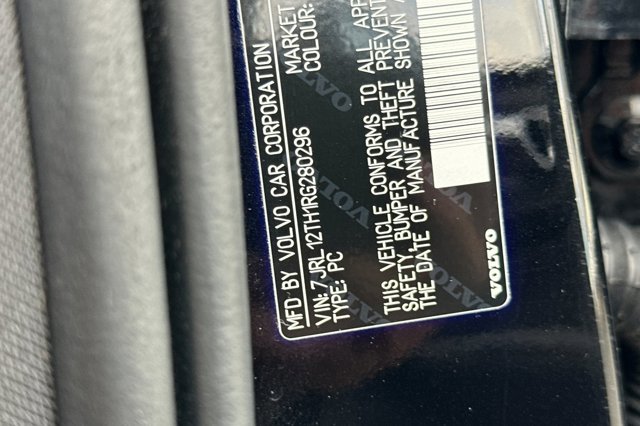 MFD BY VOLVO CAR CORPORATION
MARKET
COLOUR:
VIN: 7JRL12TH1RG280296
TYPE: PC
THIS VEHICLE CONFORMS TO ALL APP
SAFETY, BUMPER AND THEFT PREVENT
THE DATE OF MANUFACTURE SHOWN A
VOLVO